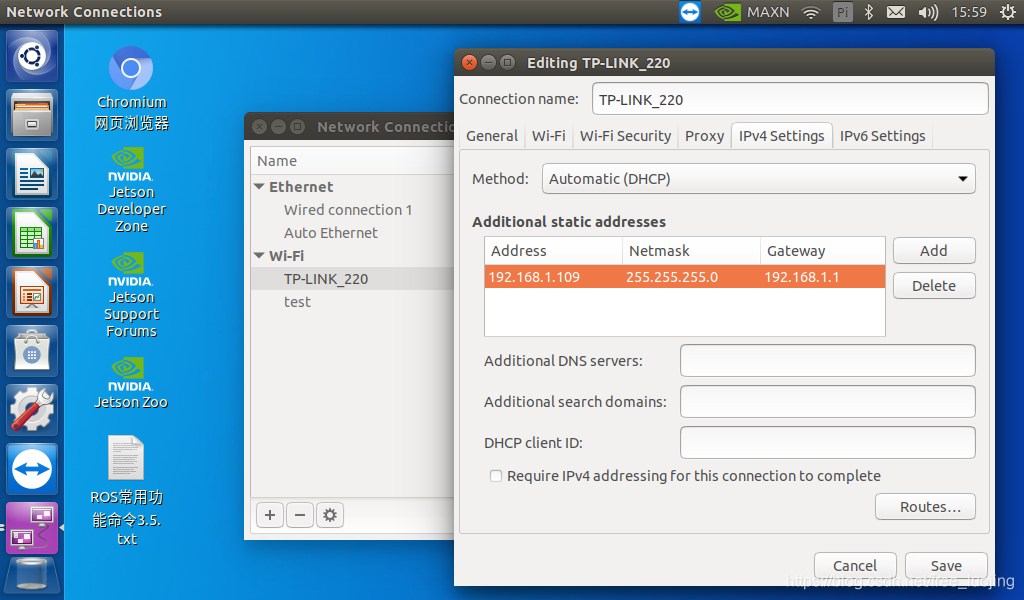 Network Connections
MAXN
Pi
15:59
Chromium
网页浏览器
NVIDIA.
Jetson
Developer
Zone
NVIDIA.
Jetson
Support
Forums
NVIDIA.
Jetson Zoo
ROS常用功
能命令3.5.
txt
Network Connectio
Name
Ethernet
Wired connection 1
Auto Ethernet
Wi-Fi
TP-LINK_220
test
Editing TP-LINK_220
Connection name:
TP-LINK_220
General
Wi-Fi
Wi-Fi Security
Proxy
IPv4 Settings
IPv6 Settings
Method:
Automatic (DHCP)
Additional static addresses
Address
Netmask
Gateway
192.168.1.109
255.255.255.0
192.168.1.1
Add
Delete
Additional DNS servers:
Additional search domains:
DHCP client ID:
Require IPv4 addressing for this connection to complete
Routes…
Cancel
Save
https://blog.csdn.net/free_tuojing